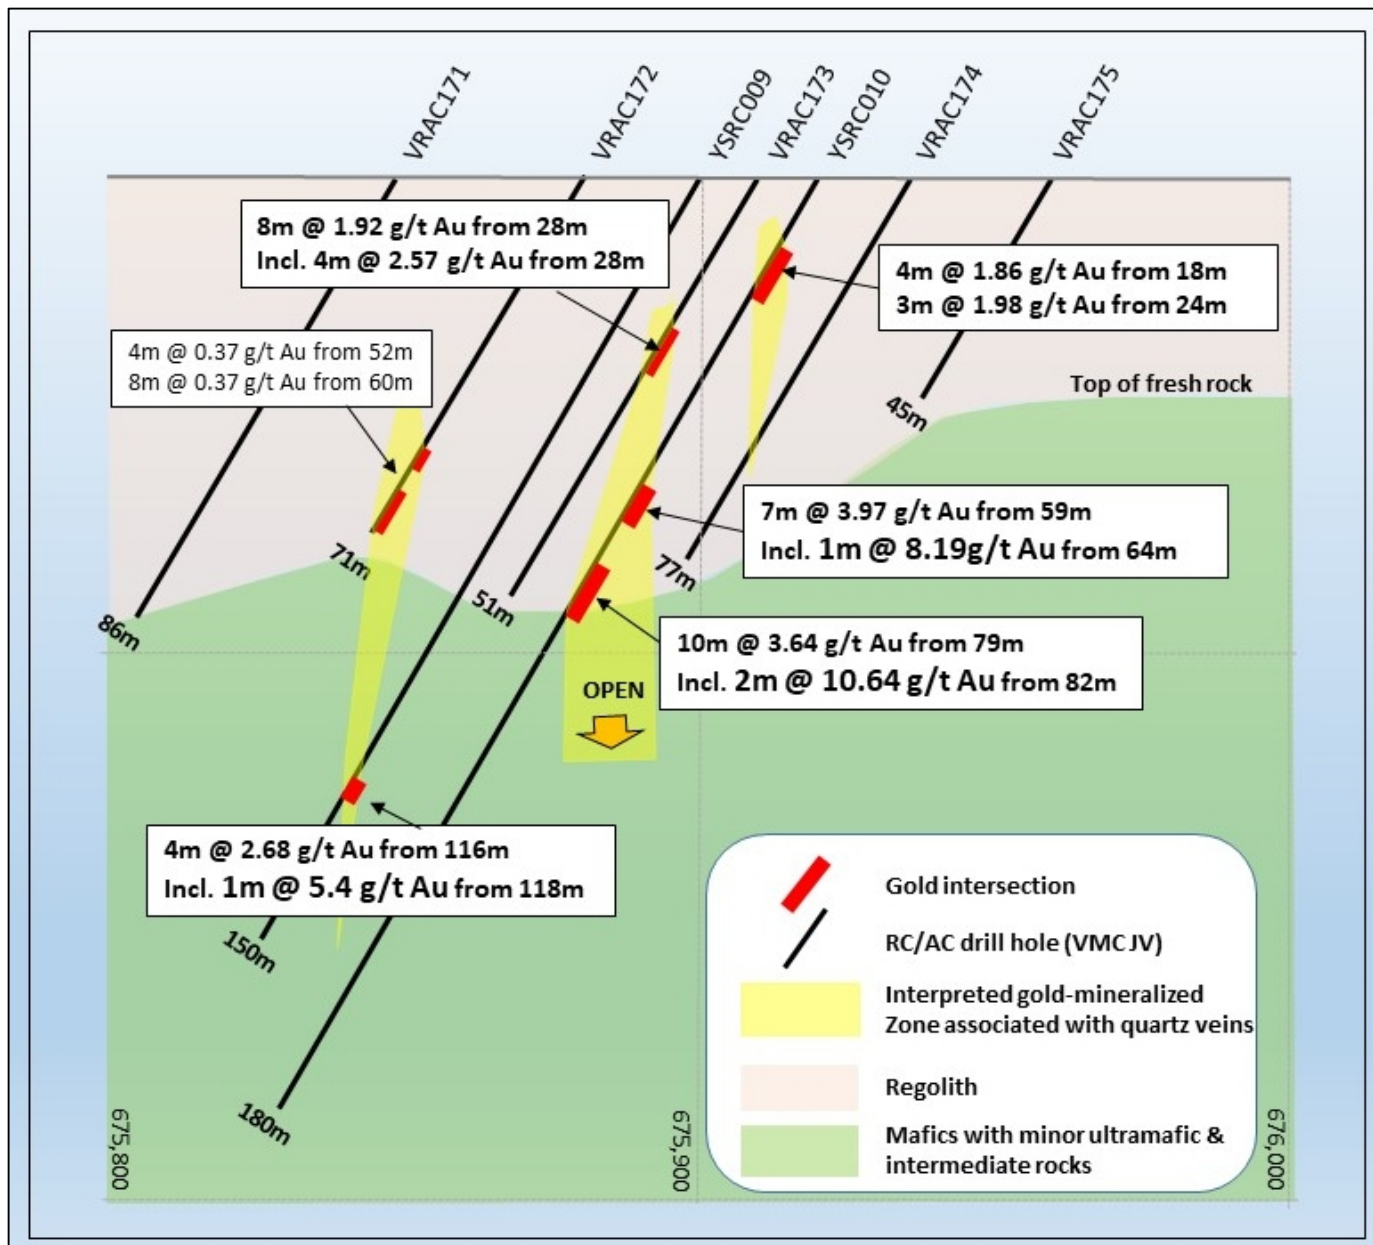 VRAC171
VRAC172
YSRC009
VRAC173
YSRC010
VRAC174
VRAC175
8m @ 1.92 g/t Au from 28m
Incl. 4m @ 2.57 g/t Au from 28m
4m @ 1.86 g/t Au from 18m
3m @ 1.98 g/t Au from 24m
4m @ 0.37 g/t Au from 52m
8m @ 0.37 g/t Au from 60m
Top of fresh rock
45m
7m @ 3.97 g/t Au from 59m
Incl. 1m @ 8.19g/t Au from 64m
71m
77m
51m
86m
10m @ 3.64 g/t Au from 79m
Incl. 2m @ 10.64 g/t Au from 82m
OPEN
4m @ 2.68 g/t Au from 116m
Incl. 1m @ 5.4 g/t Au from 118m
150m
180m
Gold intersection
RC/AC drill hole (VMC JV)
Interpreted gold-mineralized
Zone associated with quartz veins
Regolith
Mafics with minor ultramafic &
intermediate rocks
675,800
675,900
676,000